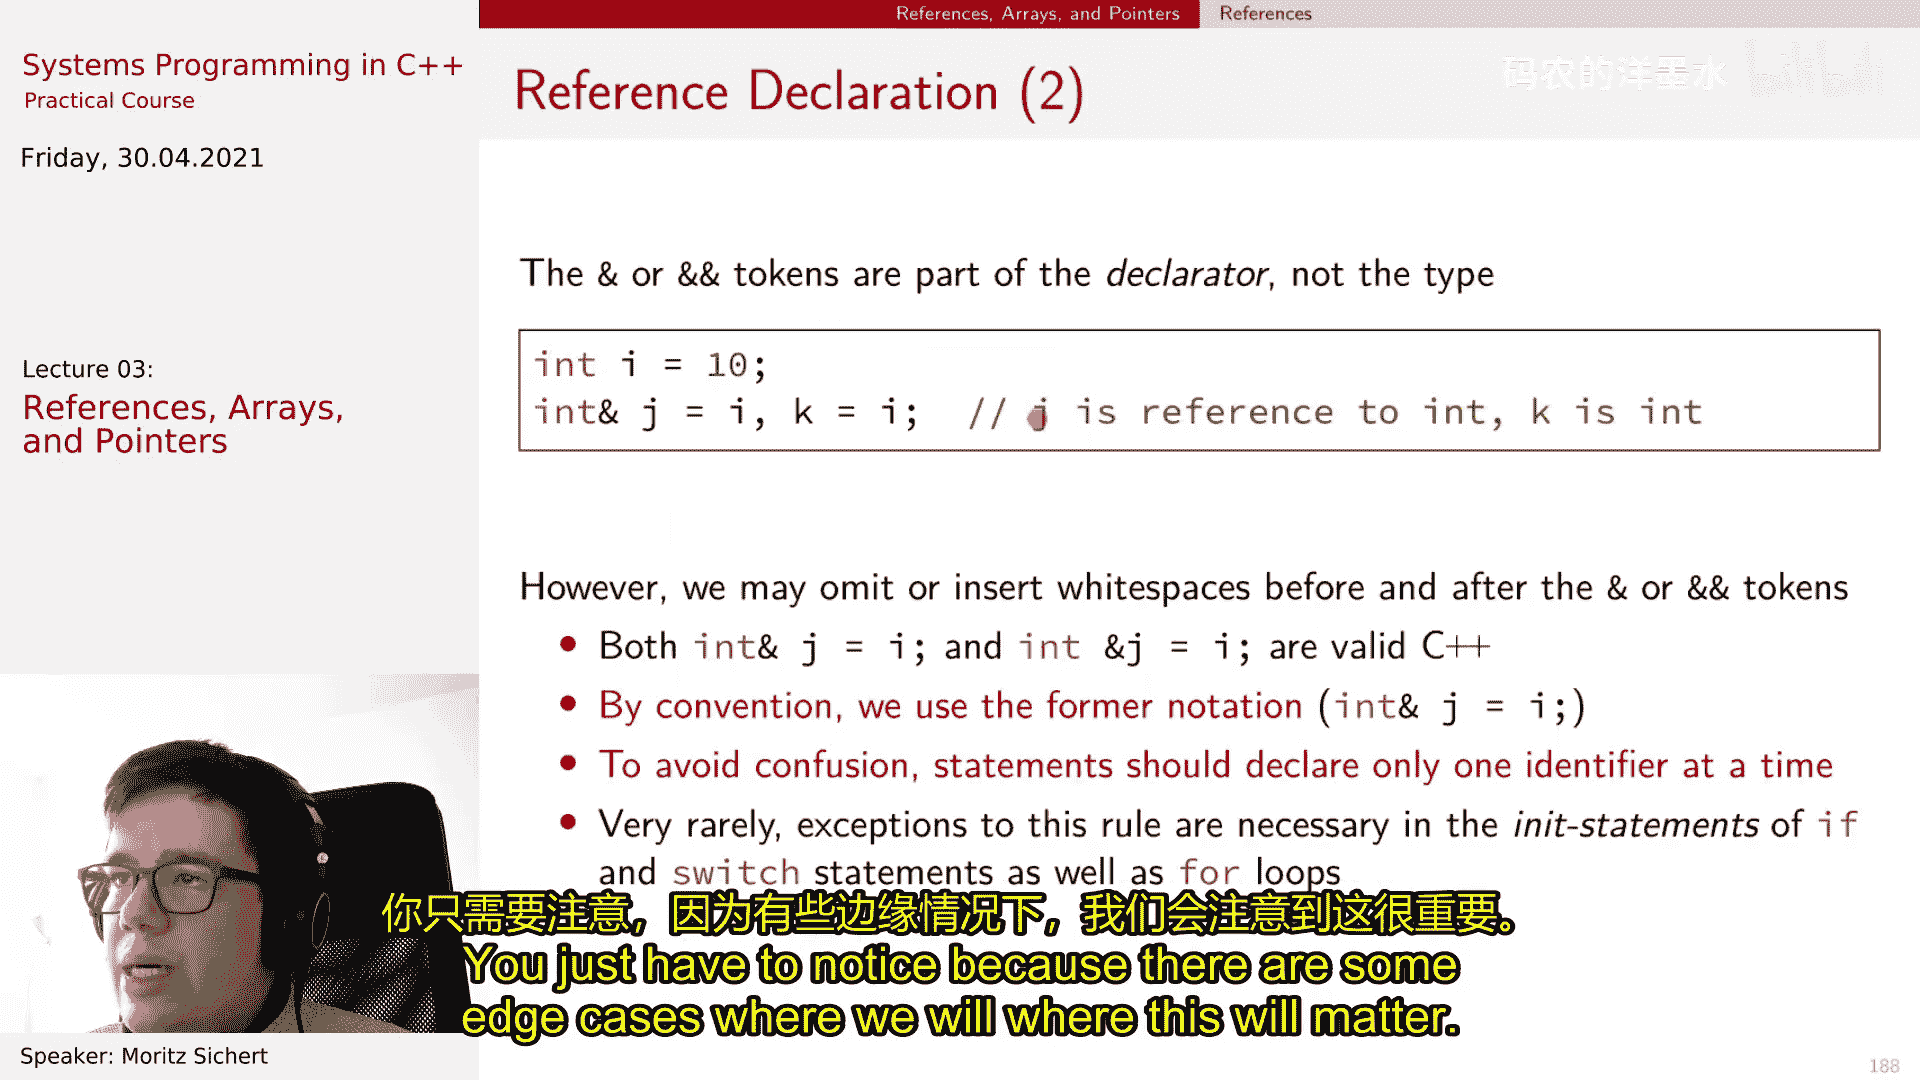 References, Arrays, and Pointers References
Systems Programming in C++
Practical Course
Friday, 30.04.2021
Lecture 03:
References, Arrays,
and Pointers
码农的洋墨水
Reference Declaration (2)
The & or && tokens are part of the declarator, not the type
int i = 10;
int& j = i, k = i; // j is reference to int, k is int
However, we may omit or insert whitespaces before and after the & or && tokens
• Both int& j = i; and int &j = i; are valid C++
• By convention, we use the former notation (int& j = i;)
• To avoid confusion, statements should declare only one identifier at a time
• Very rarely, exceptions to this rule are necessary in the init-statements of if
and switch statements as well as for loops
你只需要注意，因为有些边缘情况下，我们会注意到这很重要。
You just have to notice because there are some
edge cases where we will where this will matter.
Speaker: Moritz Sichert
188